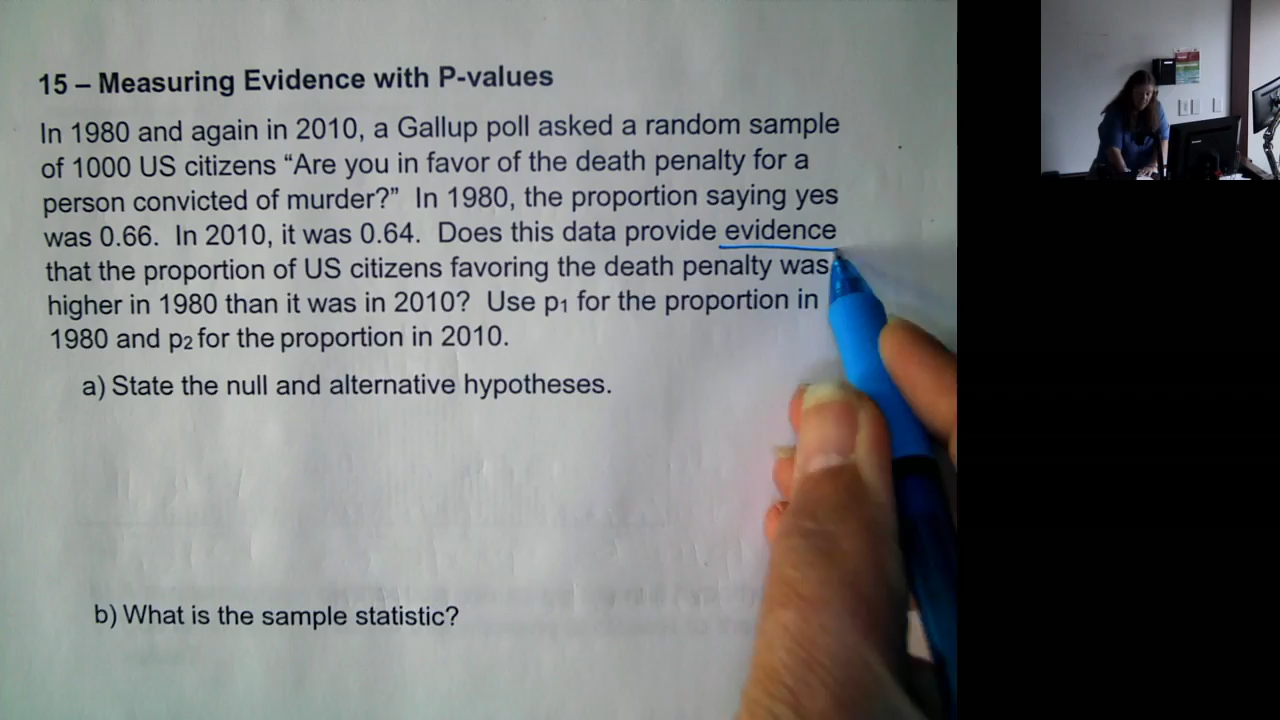 15 – Measuring Evidence with P-values
In 1980 and again in 2010, a Gallup poll asked a random sample
of 1000 US citizens “Are you in favor of the death penalty for a
person convicted of murder?”  In 1980, the proportion saying yes
was 0.66.  In 2010, it was 0.64.  Does this data provide evidence
that the proportion of US citizens favoring the death penalty was
higher in 1980 than it was in 2010?  Use p₁ for the proportion in
1980 and p₂ for the proportion in 2010.
a) State the null and alternative hypotheses.
b) What is the sample statistic?